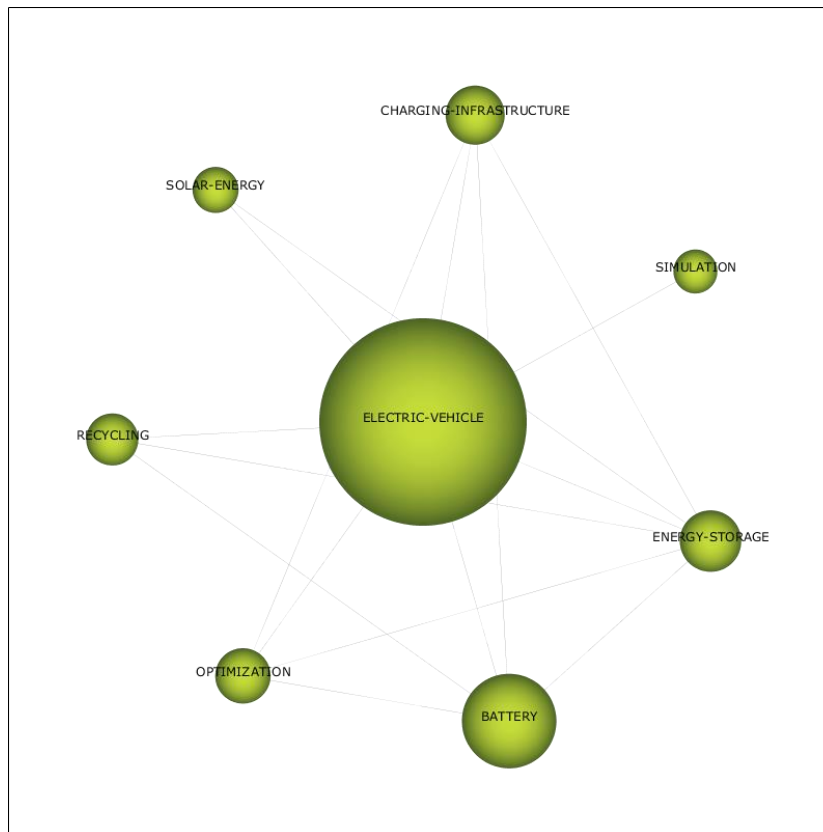 CHARGING-INFRASTRUCTURE
SOLAR-ENERGY
SIMULATION
ELECTRIC-VEHICLE
RECYCLING
ENERGY-STORAGE
OPTIMIZATION
BATTERY